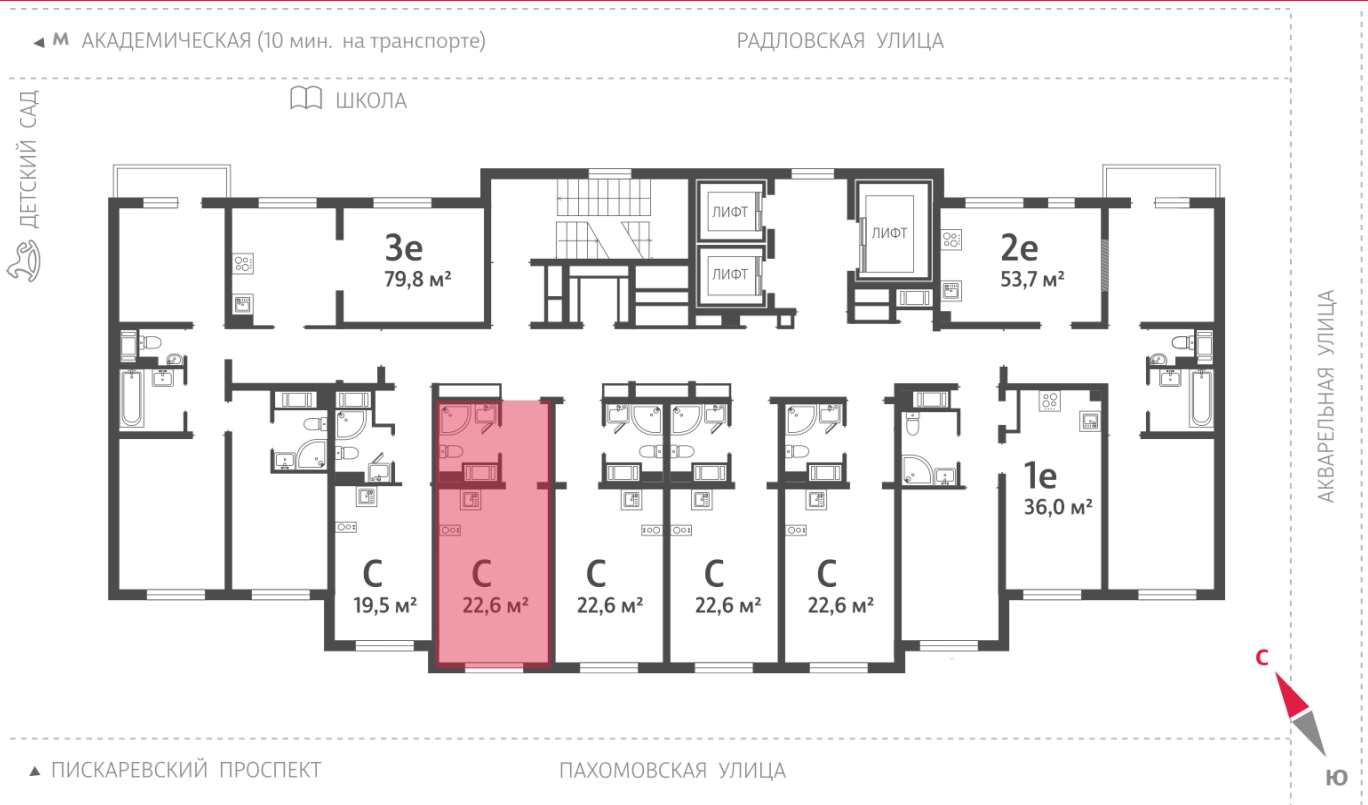 М АКАДЕМИЧЕСКАЯ (10 мин. на транспорте)
РАДЛОВСКАЯ УЛИЦА
ШКОЛА
ДЕТСКИЙ САД
ЛИФТ
ЛИФТ
ЛИФТ
3е
79,8 м²
2е
53,7 м²
АКВАРЕЛЬНАЯ УЛИЦА
1е
36,0 м²
С
19,5 м²
С
22,6 м²
С
22,6 м²
С
22,6 м²
С
22,6 м²
С
Ю
ПИСКАРЕВСКИЙ ПРОСПЕКТ
ПАХОМОВСКАЯ УЛИЦА